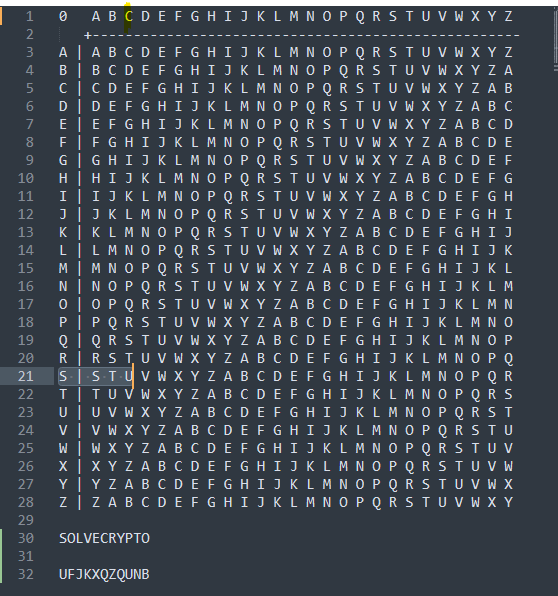 1 0 A B C D E F G H I J K L M N O P Q R S T U V W X Y Z
2 +----------------------------------------------------
3 A | A B C D E F G H I J K L M N O P Q R S T U V W X Y Z
4 B | B C D E F G H I J K L M N O P Q R S T U V W X Y Z A
5 C | C D E F G H I J K L M N O P Q R S T U V W X Y Z A B
6 D | D E F G H I J K L M N O P Q R S T U V W X Y Z A B C
7 E | E F G H I J K L M N O P Q R S T U V W X Y Z A B C D
8 F | F G H I J K L M N O P Q R S T U V W X Y Z A B C D E
9 G | G H I J K L M N O P Q R S T U V W X Y Z A B C D E F
10 H | H I J K L M N O P Q R S T U V W X Y Z A B C D E F G
11 I | I J K L M N O P Q R S T U V W X Y Z A B C D E F G H
12 J | J K L M N O P Q R S T U V W X Y Z A B C D E F G H I
13 K | K L M N O P Q R S T U V W X Y Z A B C D E F G H I J
14 L | L M N O P Q R S T U V W X Y Z A B C D E F G H I J K
15 M | M N O P Q R S T U V W X Y Z A B C D E F G H I J K L
16 N | N O P Q R S T U V W X Y Z A B C D E F G H I J K L M
17 O | O P Q R S T U V W X Y Z A B C D E F G H I J K L M N
18 P | P Q R S T U V W X Y Z A B C D E F G H I J K L M N O
19 Q | Q R S T U V W X Y Z A B C D E F G H I J K L M N O P
20 R | R S T U V W X Y Z A B C D E F G H I J K L M N O P Q
21 S | S T U V W X Y Z A B C D E F G H I J K L M N O P Q R
22 T | T U V W X Y Z A B C D E F G H I J K L M N O P Q R S
23 U | U V W X Y Z A B C D E F G H I J K L M N O P Q R S T
24 V | V W X Y Z A B C D E F G H I J K L M N O P Q R S T U
25 W | W X Y Z A B C D E F G H I J K L M N O P Q R S T U V
26 X | X Y Z A B C D E F G H I J K L M N O P Q R S T U V W
27 Y | Y Z A B C D E F G H I J K L M N O P Q R S T U V W X
28 Z | Z A B C D E F G H I J K L M N O P Q R S T U V W X Y
29
30 SOLVECRYPTO
31
32 UFJKXQZQUNB